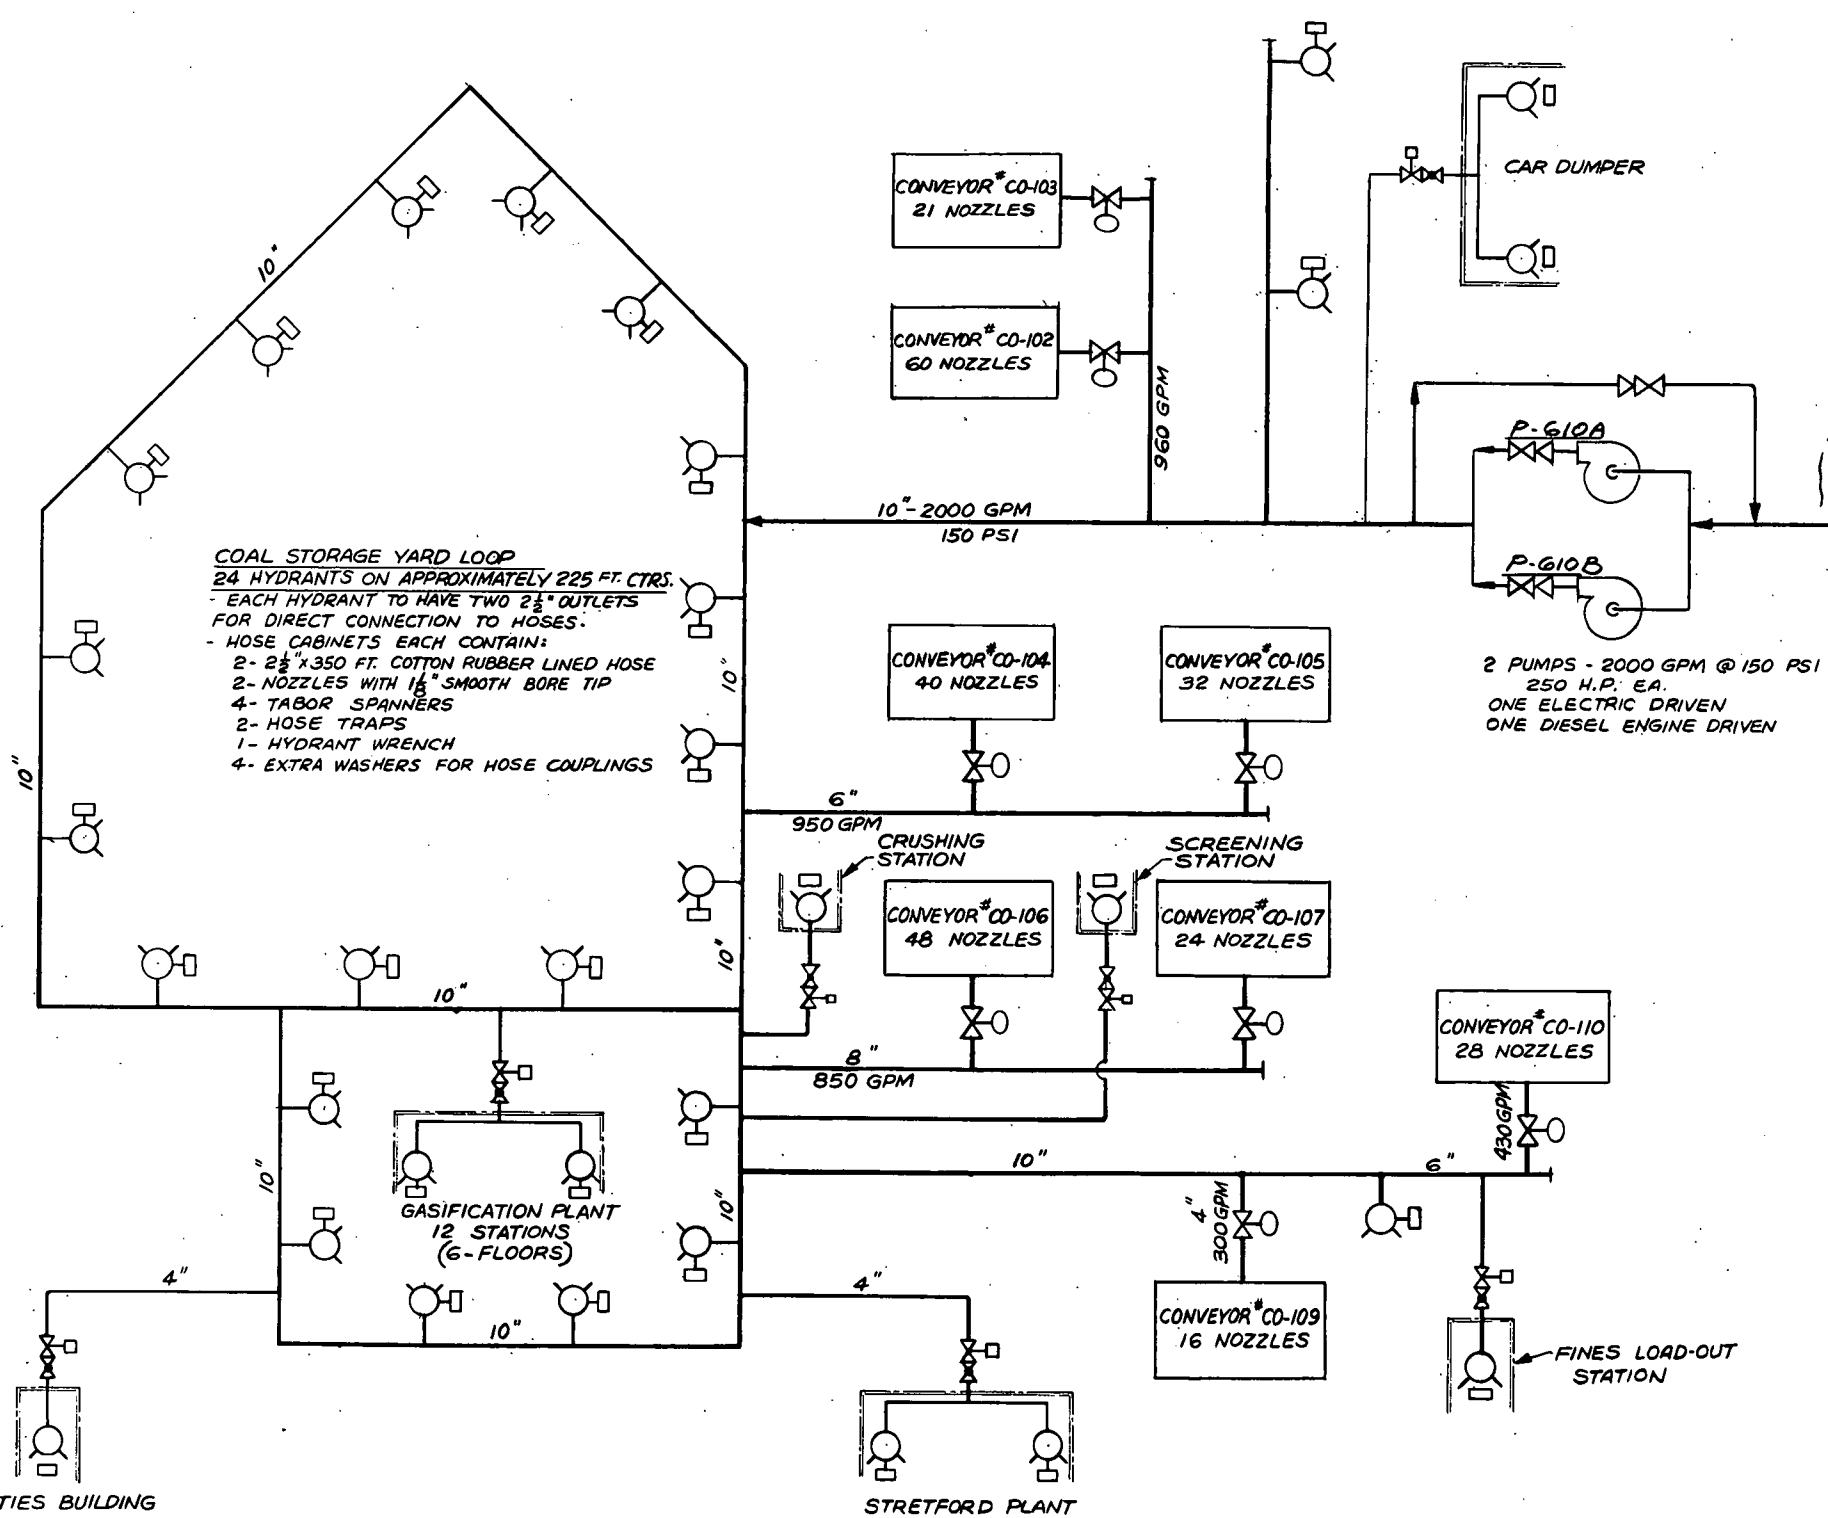 CONVEYOR # CO-103
21 NOZZLES
CAR DUMPER
10"
CONVEYOR # CO-102
60 NOZZLES
960 GPM
P-610A
10"-2000 GPM
150 PSI
P-610B
COAL STORAGE YARD LOOP
24 HYDRANTS ON APPROXIMATELY 225 FT. CTRS.
- EACH HYDRANT TO HAVE TWO 2½" OUTLETS
FOR DIRECT CONNECTION TO HOSES.
- HOSE CABINETS EACH CONTAIN:
2- 2½" X 350 FT. COTTON RUBBER LINED HOSE
2- NOZZLES WITH 1⅛" SMOOTH BORE TIP
4- TABOR SPANNERS
2- HOSE TRAPS
1- HYDRANT WRENCH
4- EXTRA WASHERS FOR HOSE COUPLINGS
10"
10"
CONVEYOR # CO-104
40 NOZZLES
CONVEYOR # CO-105
32 NOZZLES
2 PUMPS - 2000 GPM @ 150 PSI
250 H.P. EA.
ONE ELECTRIC DRIVEN
ONE DIESEL ENGINE DRIVEN
6"
950 GPM
CRUSHING
STATION
SCREENING
STATION
CONVEYOR # CO-106
48 NOZZLES
CONVEYOR # CO-107
24 NOZZLES
10"
10"
8"
850 GPM
CONVEYOR # CO-110
28 NOZZLES
430 GPM
10"
6"
10"
10"
GASIFICATION PLANT
12 STATIONS
(6-FLOORS)
4"
300 GPM
4"
4"
10"
CONVEYOR # CO-109
16 NOZZLES
FINES LOAD-OUT
STATION
TIES BUILDING
STRETFORD PLANT